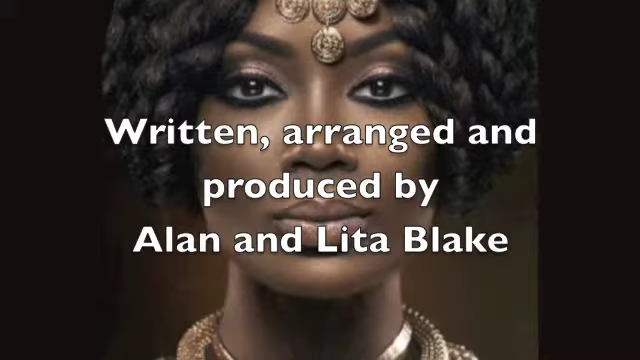 Written, arranged and
produced by
Alan and Lita Blake